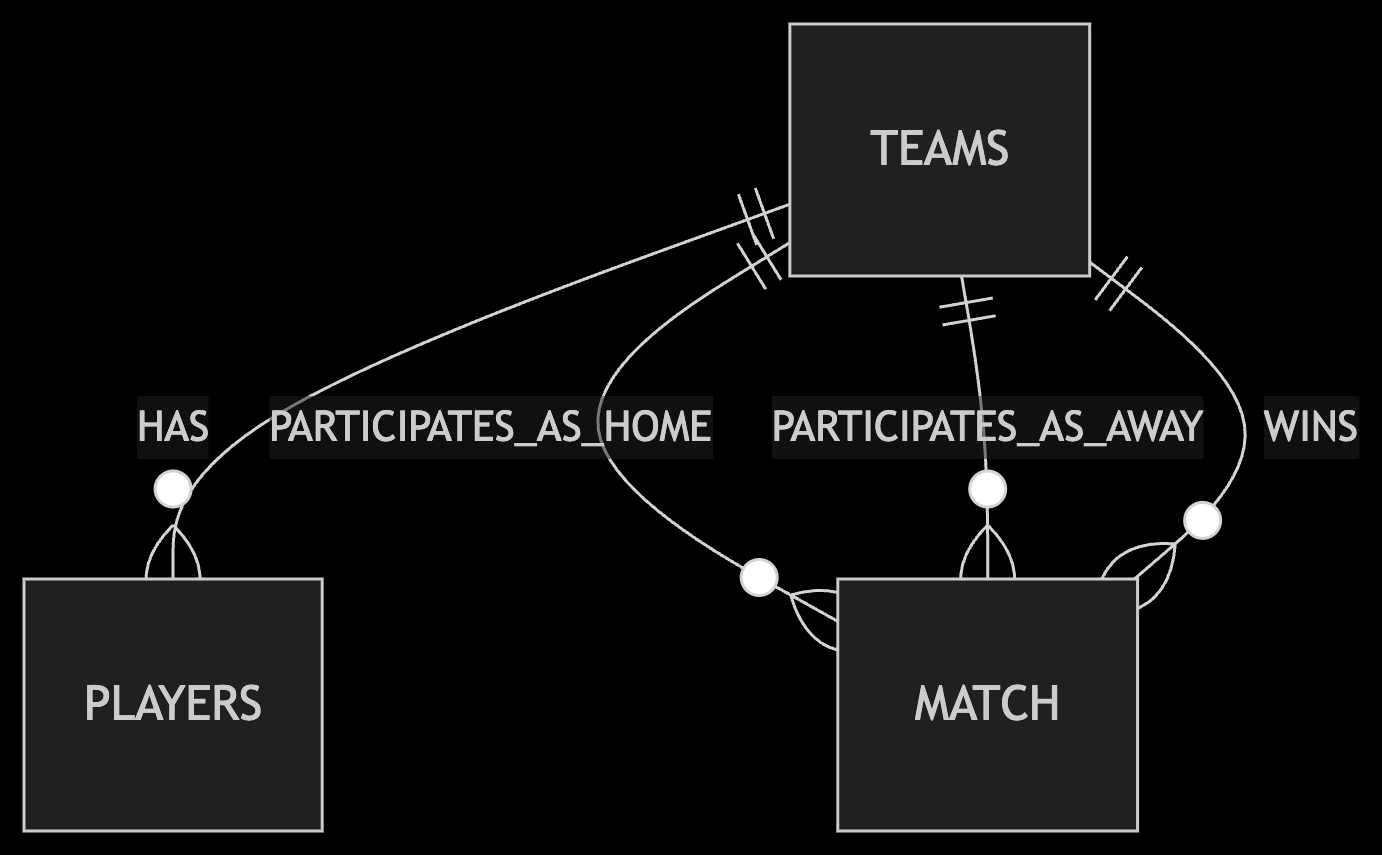 TEAMS
HAS
PARTICIPATES_AS_HOME
PARTICIPATES_AS_AWAY
WINS
PLAYERS
MATCH